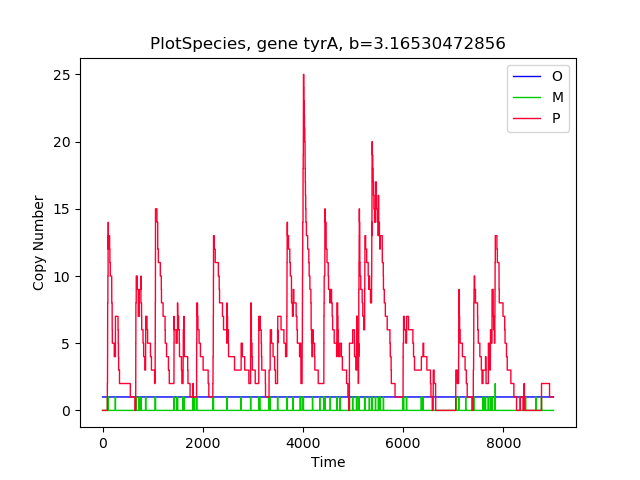 PlotSpecies, gene tyrA, b=3.16530472856
O
M
P
25
20
15
10
5
0
Copy Number
0 2000 4000 6000 8000
Time